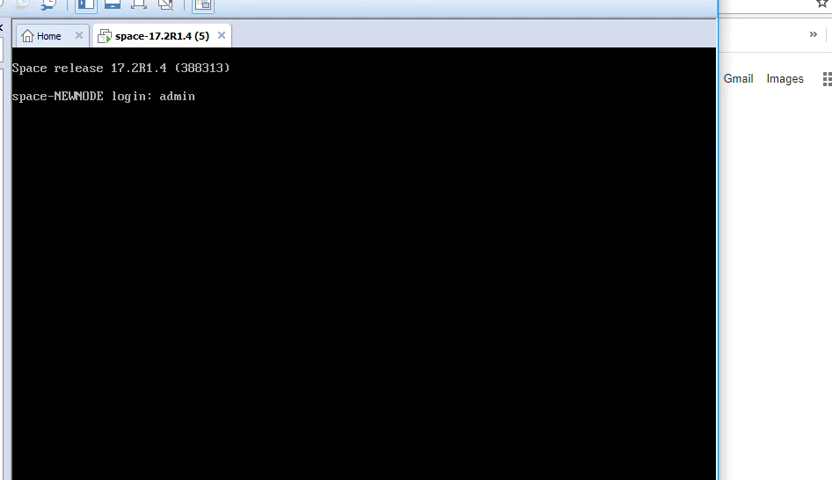 Home
space-17.2R1.4 (5)
Space release 17.2R1.4 (388313)
space-NEWNODE login: admin
Gmail Images